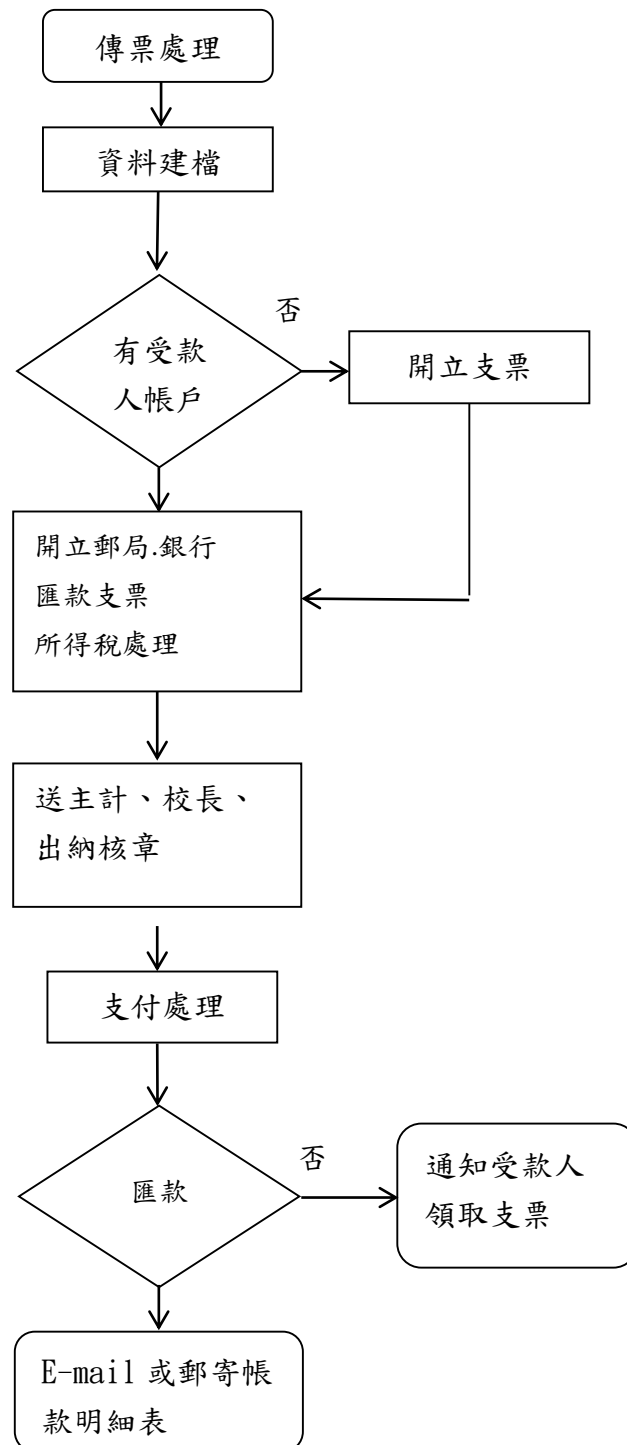 傳票處理
資料建檔
有受款
人帳戶
否
開立支票
開立郵局.銀行
匯款支票
所得稅處理
送主計、校長、
出納核章
支付處理
匯款
否
通知受款人
領取支票
E-mail 或郵寄帳
款明細表